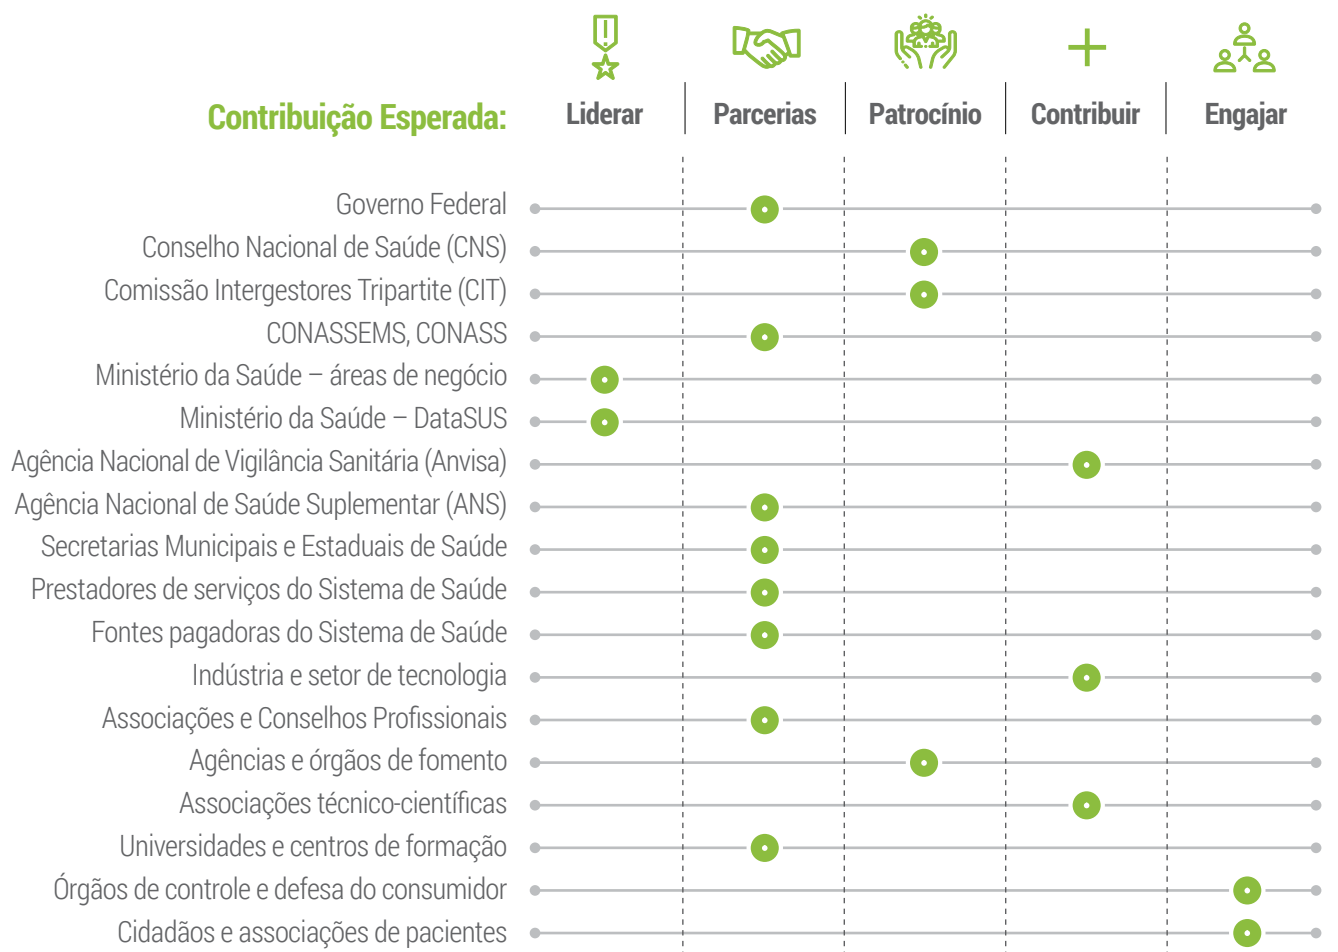 Contribuição Esperada:
Liderar
Parcerias
Patrocínio
Contribuir
Engajar
Governo Federal
Conselho Nacional de Saúde (CNS)
Comissão Intergestores Tripartite (CIT)
CONASSEMS, CONASS
Ministério da Saúde – áreas de negócio
Ministério da Saúde – DataSUS
Agência Nacional de Vigilância Sanitária (Anvisa)
Agência Nacional de Saúde Suplementar (ANS)
Secretarias Municipais e Estaduais de Saúde
Prestadores de serviços do Sistema de Saúde
Fontes pagadoras do Sistema de Saúde
Indústria e setor de tecnologia
Associações e Conselhos Profissionais
Agências e órgãos de fomento
Associações técnico-científicas
Universidades e centros de formação
Órgãos de controle e defesa do consumidor
Cidadãos e associações de pacientes